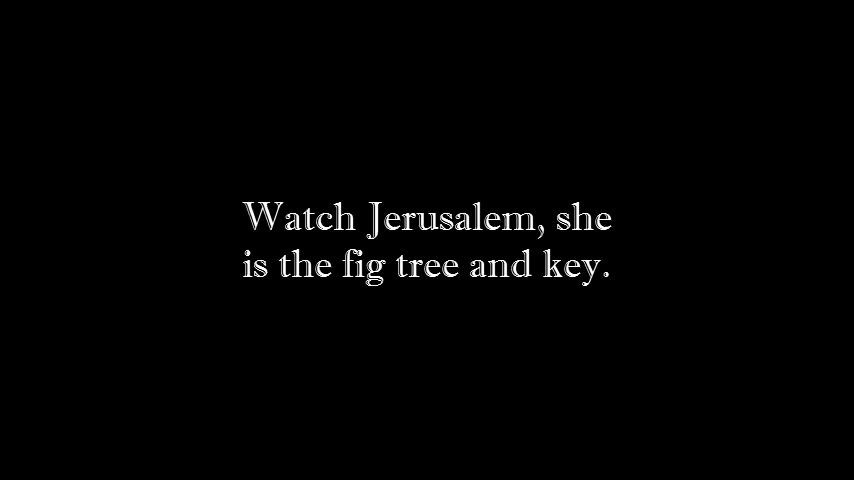 Watch Jerusalem, she
is the fig tree and key.